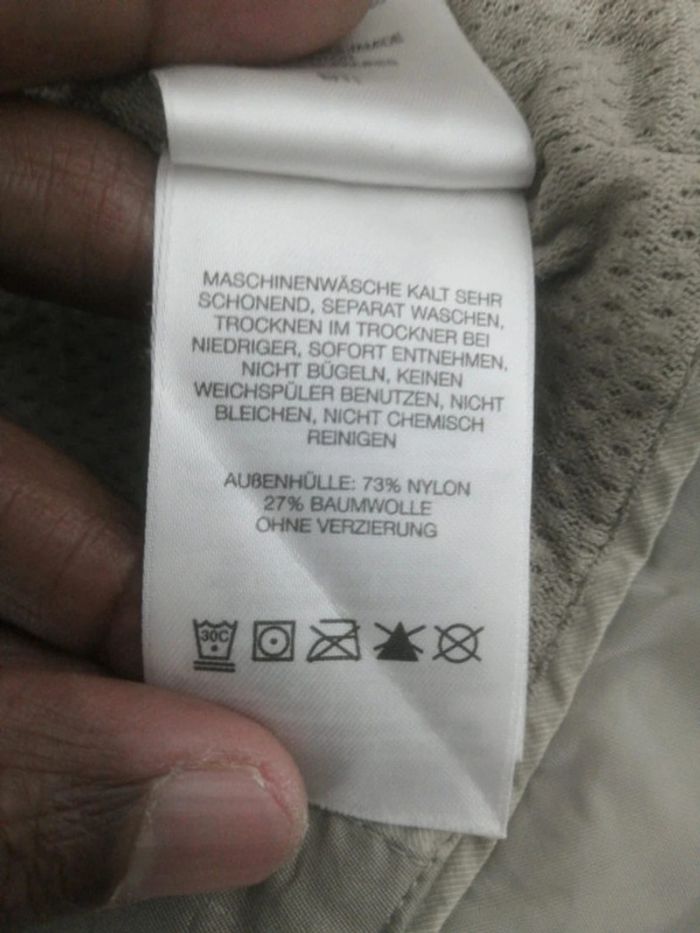 MASCHINENWÄSCHE KALT SEHR
SCHONEND, SEPARAT WASCHEN,
TROCKNEN IM TROCKNER BEI
NIEDRIGER, SOFORT ENTNEHMEN,
NICHT BÜGELN, KEINEN
WEICHSPÜLER BENUTZEN, NICHT
BLEICHEN, NICHT CHEMISCH
REINIGEN
AUßENHÜLLE: 73% NYLON
27% BAUMWOLLE
OHNE VERZIERUNG
30C